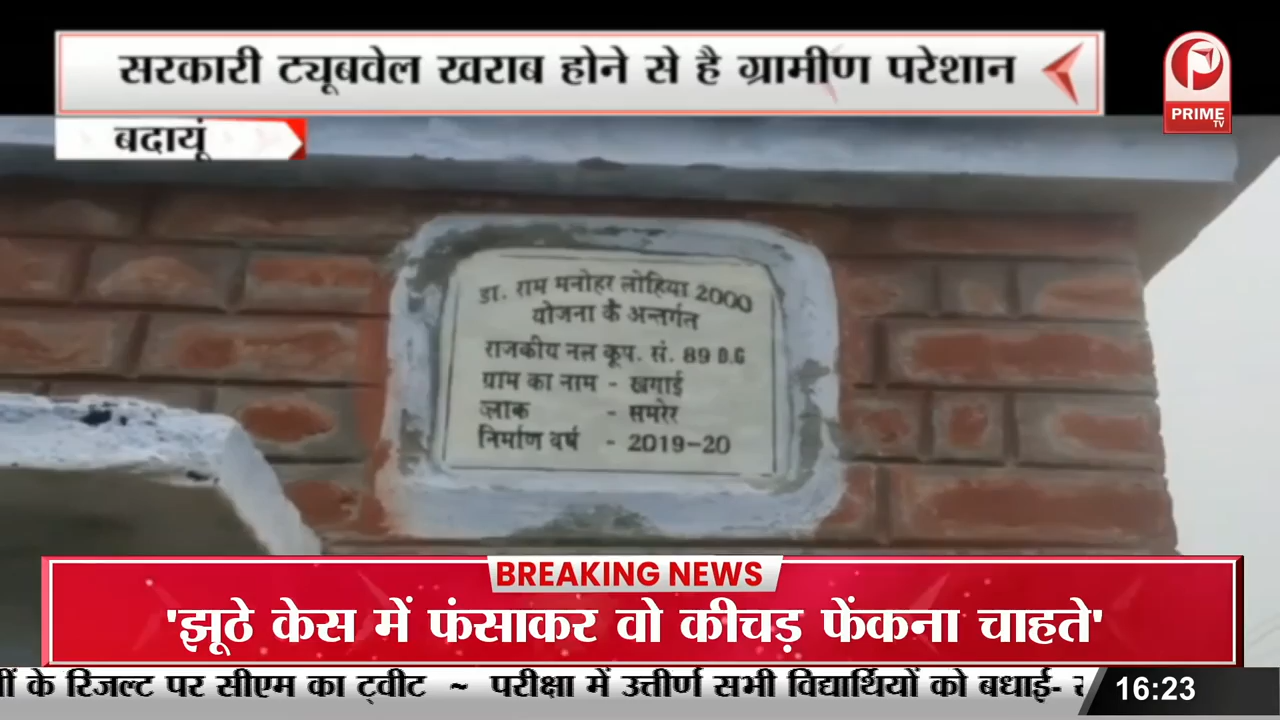 सरकारी ट्यूबवेल खराब होने से है ग्रामीण परेशान
PRIME
TV
बदायूं
डा. राम मनोहर लोहिया 2000
योजना के अन्तर्गत
राजकीय नल कूप. सं. 89 D.G
ग्राम का नाम - खगाई
ब्लाक - समरेर
निर्माण वर्ष - 2019-20
BREAKING NEWS
'झूठे केस में फंसाकर वो कीचड़ फेंकना चाहते'
के रिजल्ट पर सीएम का ट्वीट ~ परीक्षा में उत्तीर्ण सभी विद्यार्थियों को बधाई-
16:23